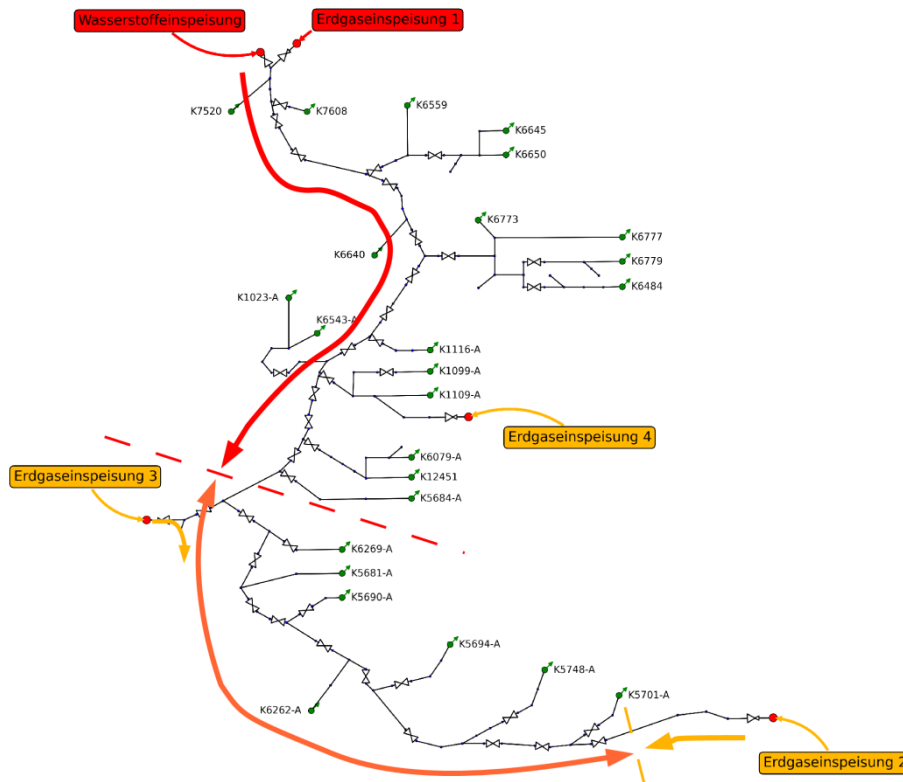 Wasserstoffeinspeisung
Erdgaseinspeisung 1
K7520
K7608
K6559
K6645
K6650
K6773
K6777
K6640
K6779
K6484
K1023-A
K6543-A
K1116-A
K1099-A
K1109-A
Erdgaseinspeisung 4
K6079-A
Erdgaseinspeisung 3
K12451
K5684-A
K6269-A
K5681-A
K5690-A
K5694-A
K5748-A
K5701-A
K6262-A
Erdgaseinspeisung 2